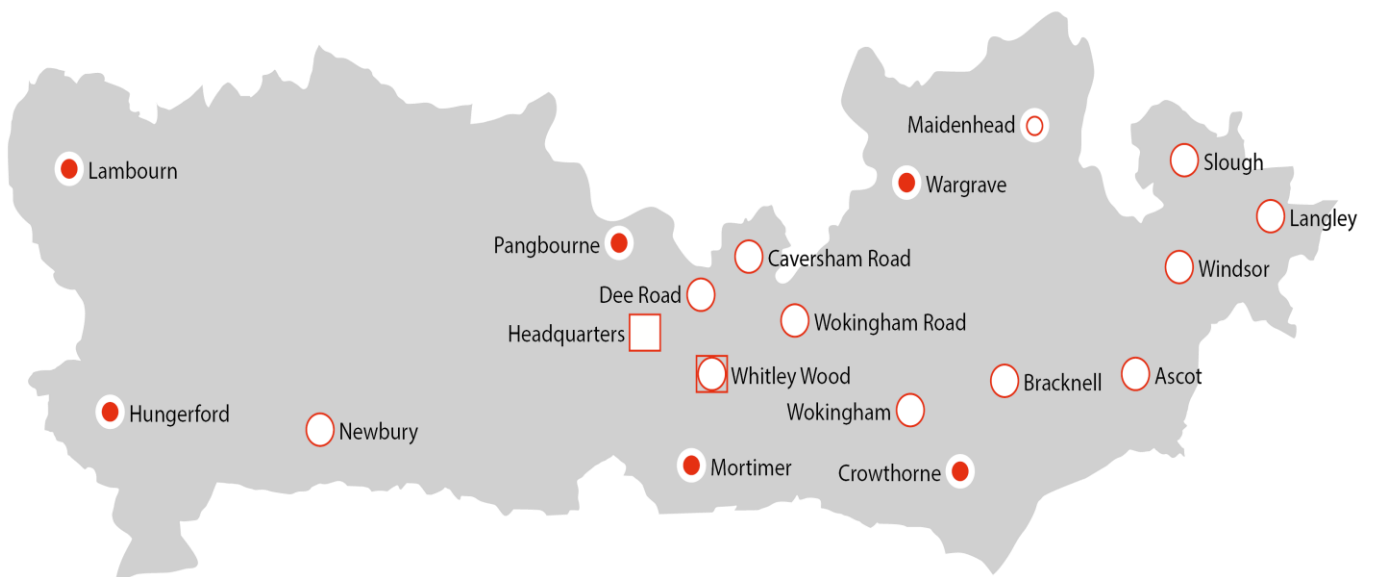 Maidenhead
Slough
Lambourn
Wargrave
Langley
Pangbourne
Caversham Road
Windsor
Dee Road
Wokingham Road
Headquarters
Whitley Wood
Bracknell
Ascot
Wokingham
Hungerford
Newbury
Mortimer
Crowthorne